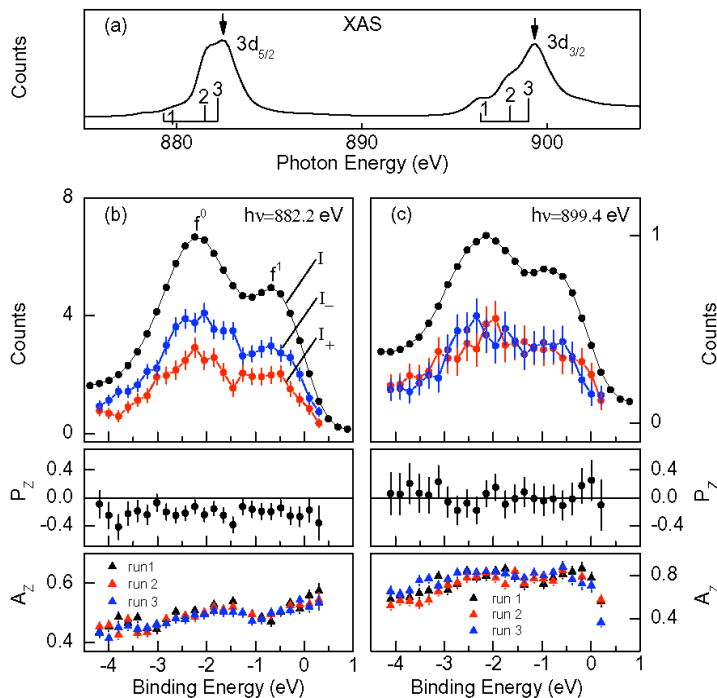 (a) XAS
3d5/2 3d3/2
Counts
1 2 3 1 2 3
880 890 900
Photon Energy (eV)
8 (b) f0 hν=882.2 eV (c) hν=899.4 eV 1
f1 I
4 I−
I+
Counts Counts
0 0
0.4
0.0
-0.4
PZ
0.4
0.0
-0.4
PZ
0.6
0.4
AZ
run1
run 2
run 3
0.8
0.4
AZ
run 1
run 2
run 3
-4 -3 -2 -1 0 1 -4 -3 -2 -1 0 1
Binding Energy (eV) Binding Energy (eV)